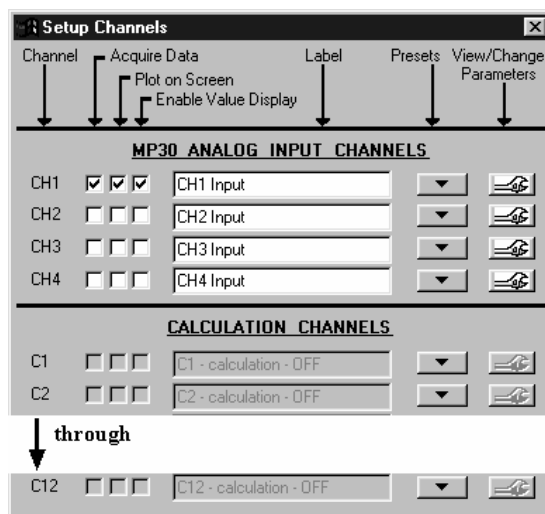 Setup Channels
Channel Acquire Data Label Presets View/Change
Plot on Screen Parameters
Enable Value Display
MP30 ANALOG INPUT CHANNELS
CH1 CH1 Input
CH2 CH2 Input
CH3 CH3 Input
CH4 CH4 Input
CALCULATION CHANNELS
C1 C1 - calculation - OFF
C2 C2 - calculation - OFF
through
C12 C12 - calculation - OFF